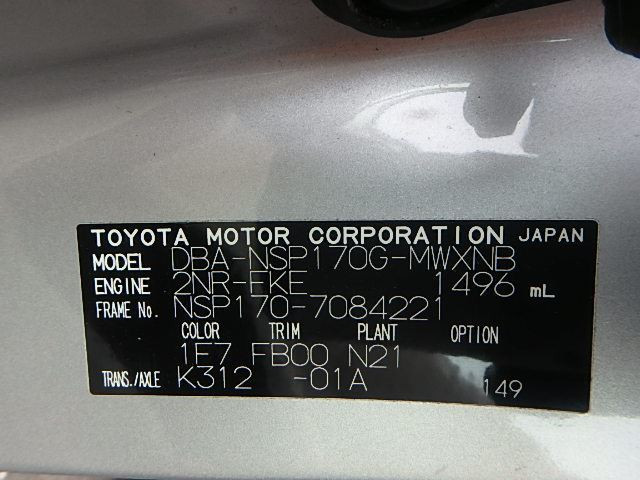 TOYOTA MOTOR CORPORATION JAPAN
MODEL DBA-NSP170G-MWXNB
ENGINE 2NR-FKE 1496 mL
FRAME No. NSP170-7084221
COLOR TRIM PLANT OPTION
1E7 FB00 N21
TRANS./AXLE K312 -01A 149